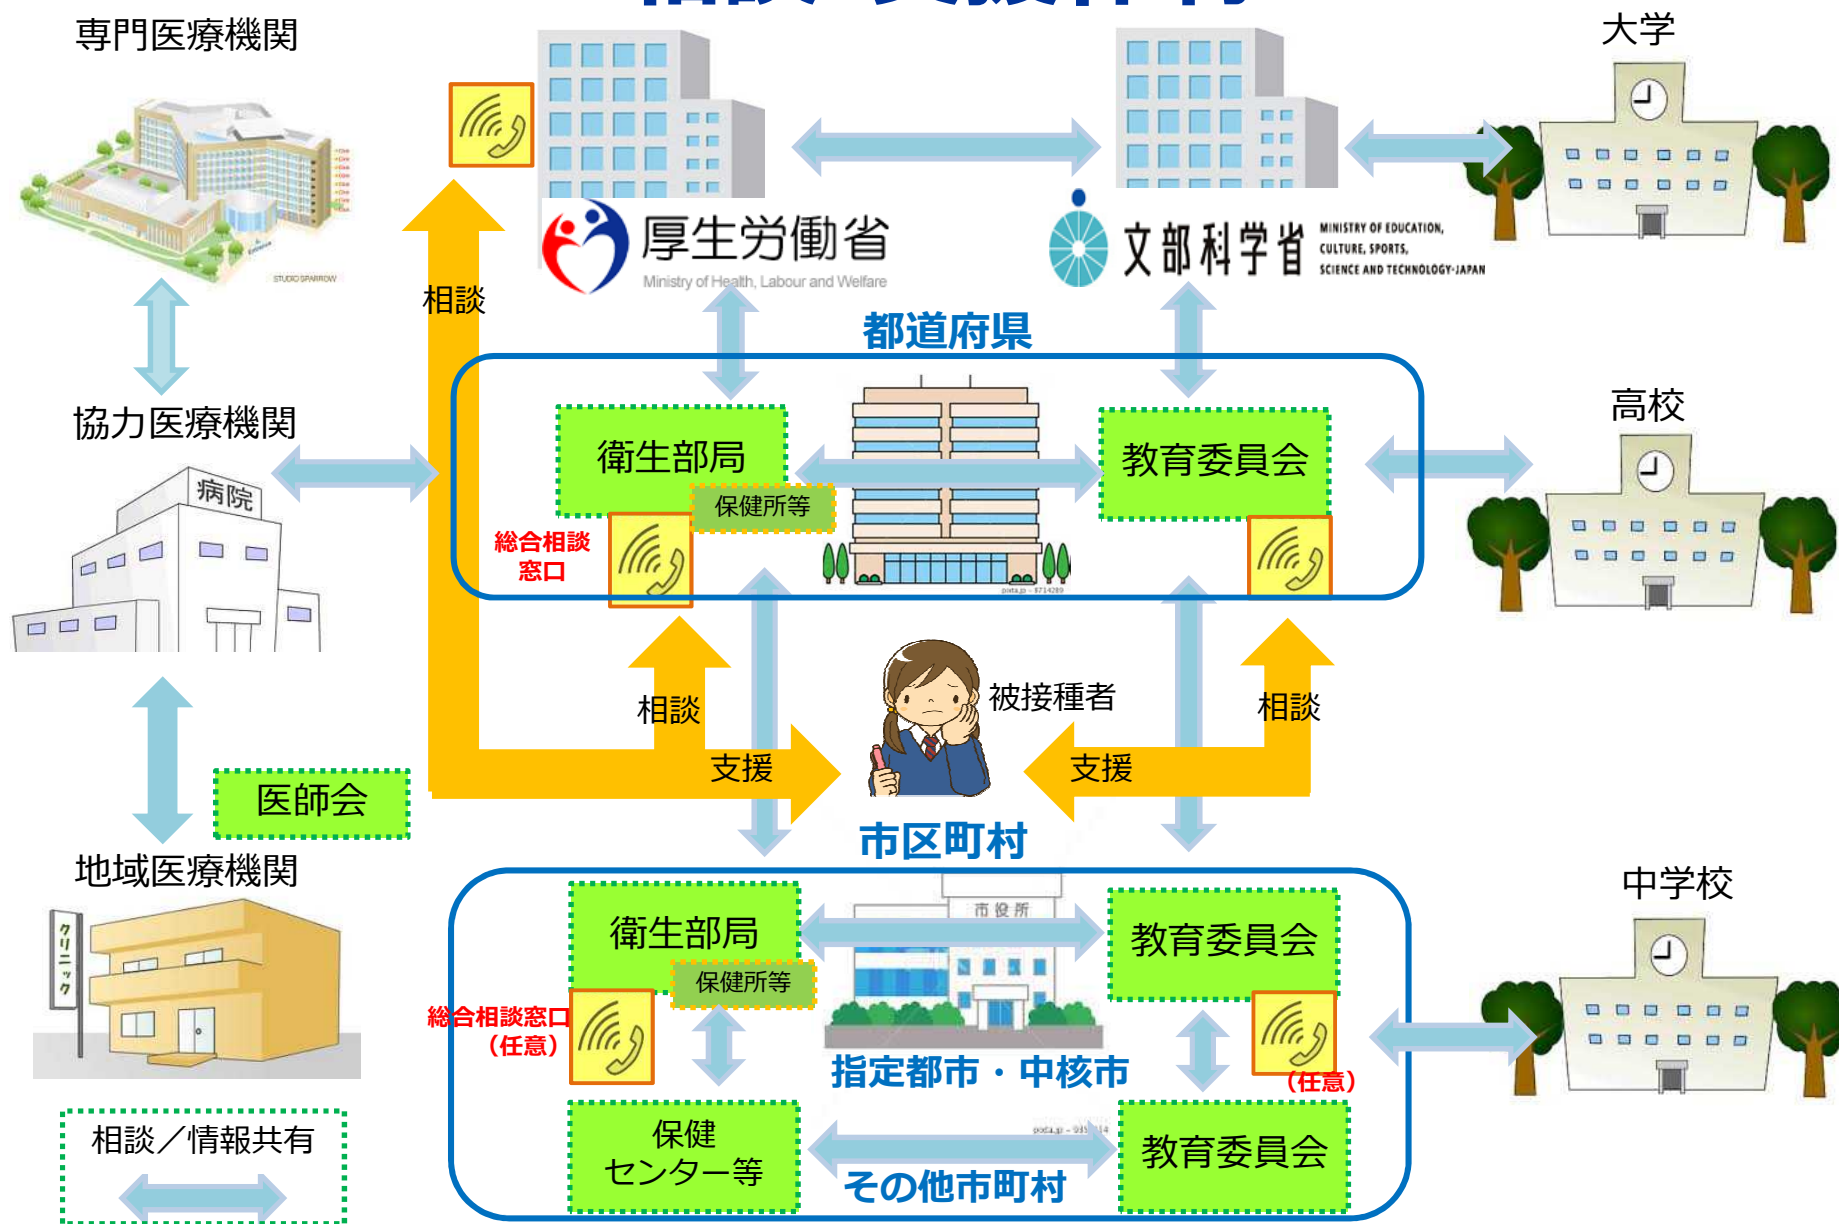 専門医療機関
大学
STUDIO SPARROW
厚生労働省
Ministry of Health, Labour and Welfare
文部科学省
MINISTRY OF EDUCATION,
CULTURE, SPORTS,
SCIENCE AND TECHNOLOGY-JAPAN
相談
都道府県
協力医療機関
病院
衛生部局
保健所等
教育委員会
高校
総合相談
窓口
相談
被接種者
相談
支援
支援
医師会
市区町村
地域医療機関
クリニック
衛生部局
保健所等
市役所
教育委員会
中学校
総合相談窓口
（任意）
指定都市・中核市
（任意）
相談／情報共有
保健
センター等
教育委員会
その他市町村